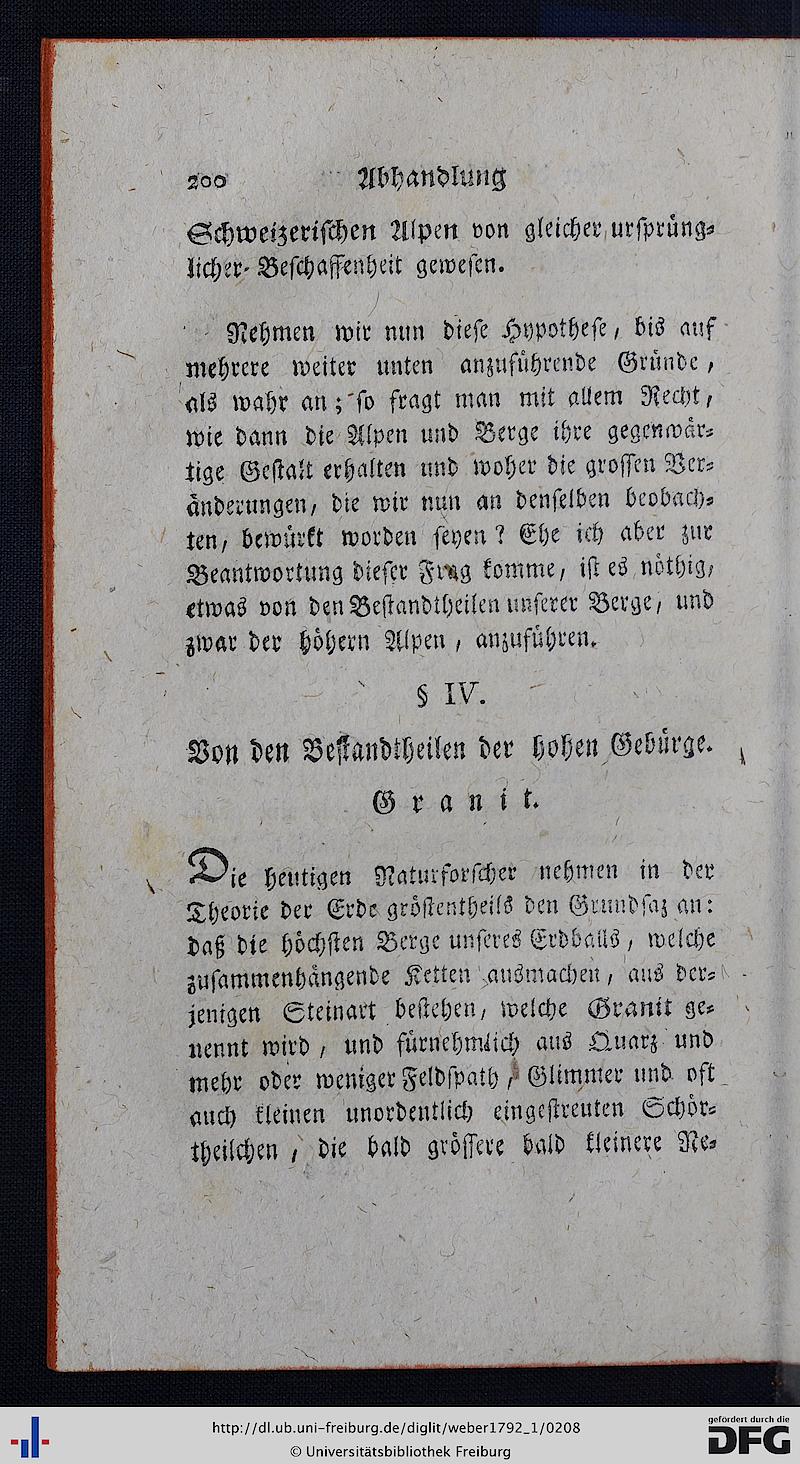 200 Abhandlung
Schweizerischen Alpen von gleicher ursprüng-
licher Beschaffenheit gewesen.
Nehmen wir nun diese Hypothese, bis auf
mehrere weiter unten anzuführende Gründe,
als wahr an; so fragt man mit allem Recht,
wie dann die Alpen und Berge ihre gegenwär-
tige Gestalt erhalten und woher die grossen Ver-
änderungen, die wir nun an denselben beobach-
ten, bewürkt worden seyen? Ehe ich aber zur
Beantwortung dieser Frag komme, ist es nöthig,
etwas von den Bestandtheilen unserer Berge, und
zwar der höhern Alpen, anzuführen.
§ IV.
Von den Bestandtheilen der hohen Gebürge.
Granit.
Die heutigen Naturforscher nehmen in der
Theorie der Erde gröstentheils den Grundsaz an:
daß die höchsten Berge unseres Erdballs, welche
zusammenhängende Ketten ausmachen, aus der-
jenigen Steinart bestehen, welche Granit ge-
nennt wird, und fürnehmlich aus Quarz und
mehr oder weniger Feldspath, Glimmer und oft
auch kleinen unordentlich eingestreuten Schör-
theilchen, die bald grössere bald kleinere Ne-
http://dl.ub.uni-freiburg.de/diglit/weber1792_1/0208
© Universitätsbibliothek Freiburg
gefördert durch die
DFG